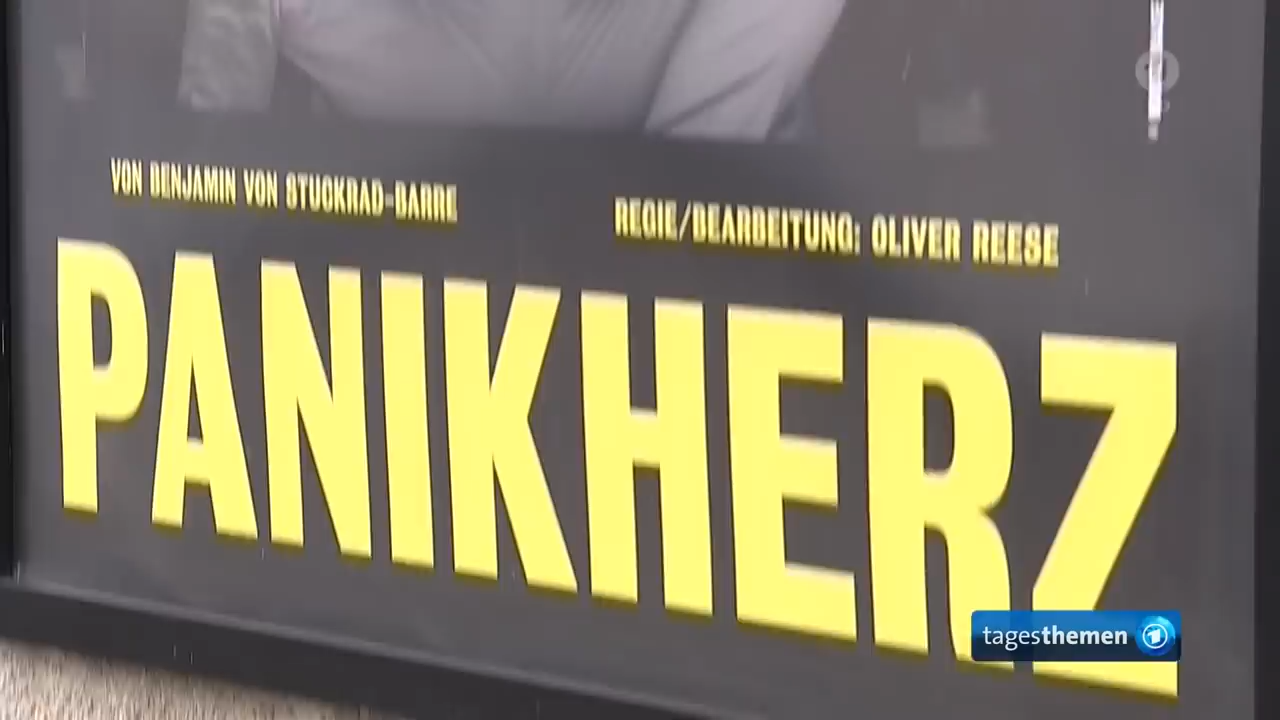 VON BENJAMIN VON STUCKRAD-BARRE
REGIE/BEARBEITUNG: OLIVER REESE
PANIKHERZ
tagesthemen